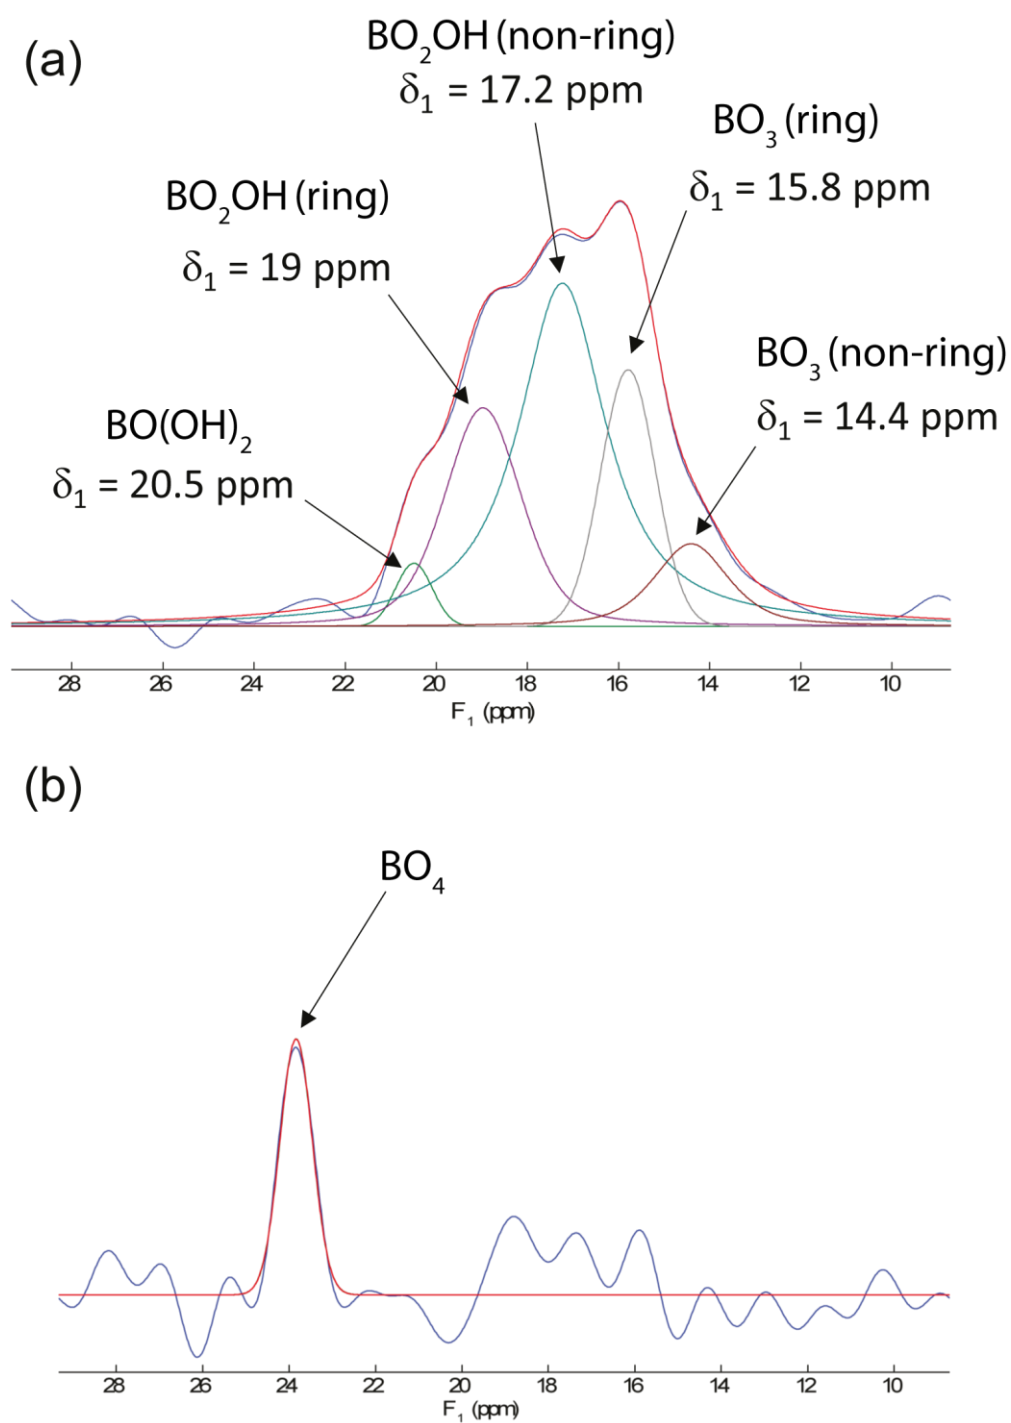 (a)
BO₂OH (non-ring)
δ₁ = 17.2 ppm
BO₃ (ring)
δ₁ = 15.8 ppm
BO₂OH (ring)
δ₁ = 19 ppm
BO₃ (non-ring)
δ₁ = 14.4 ppm
BO(OH)₂
δ₁ = 20.5 ppm
28 26 24 22 20 18 16 14 12 10
F₁ (ppm)
(b)
BO₄
28 26 24 22 20 18 16 14 12 10
F₁ (ppm)